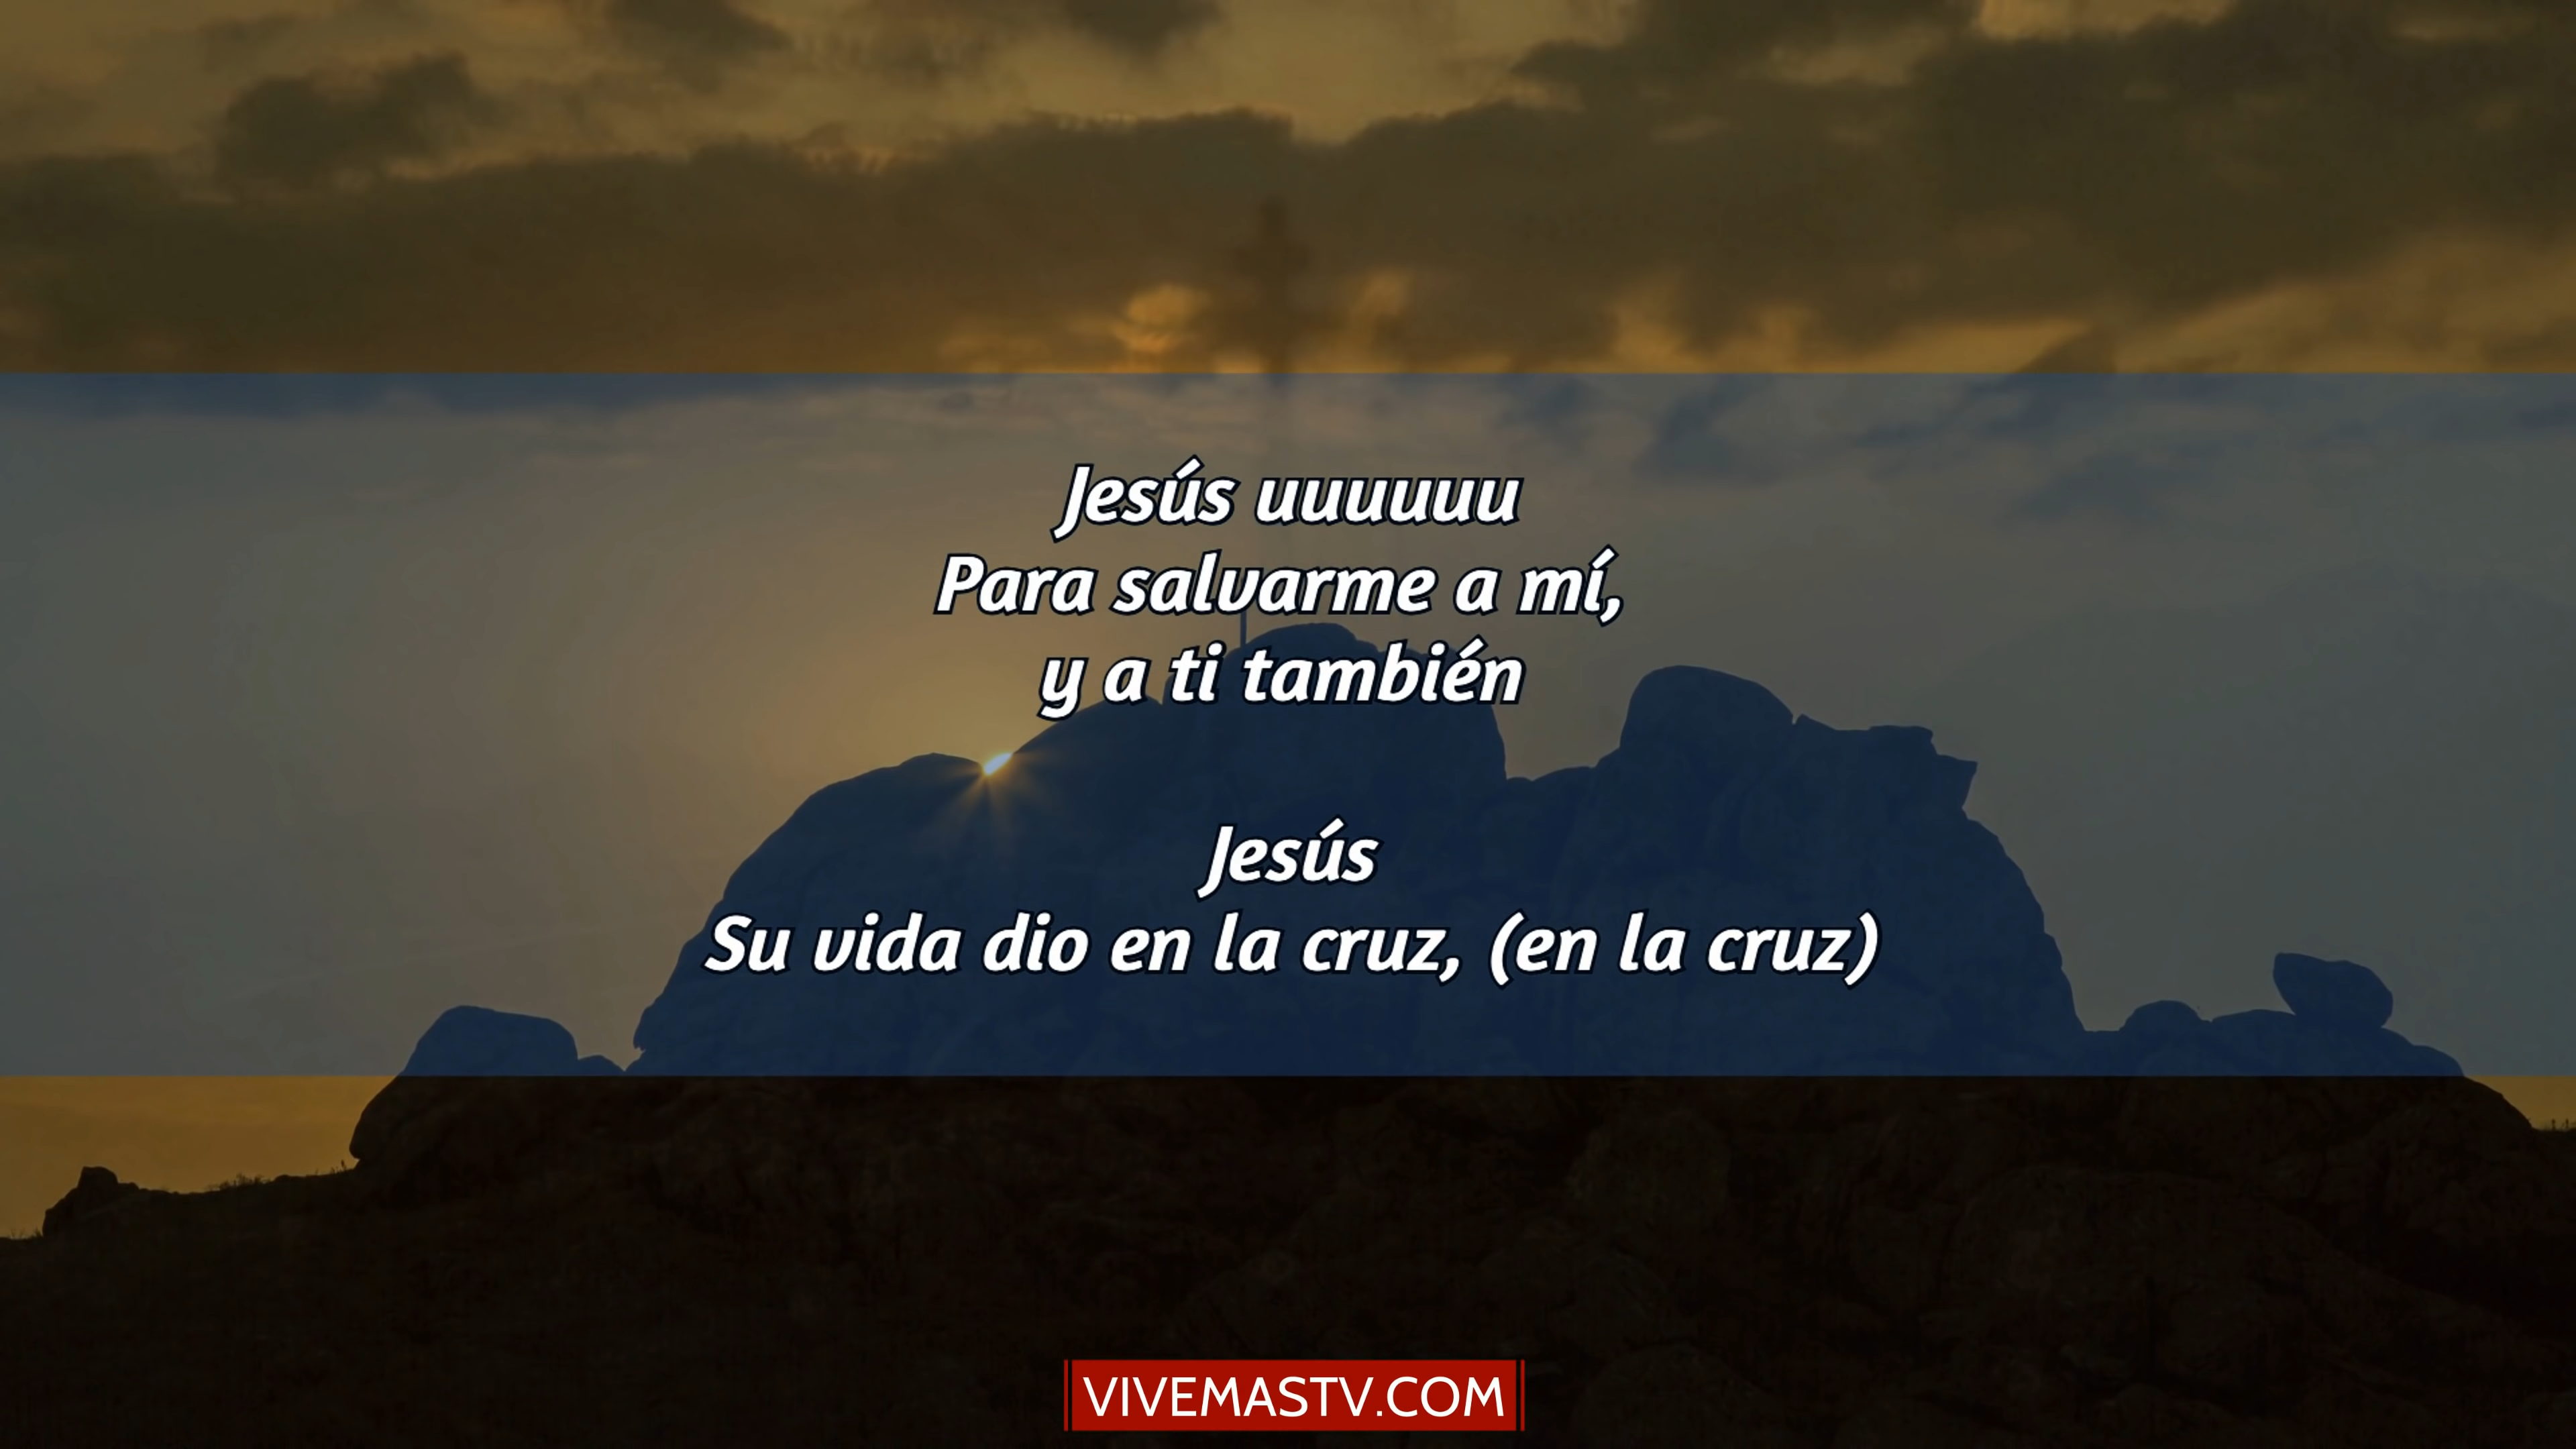 Jesús uuuuuu
Para salvarme a mí,
y a ti también
Jesús
Su vida dio en la cruz, (en la cruz)
VIVEMASTV.COM